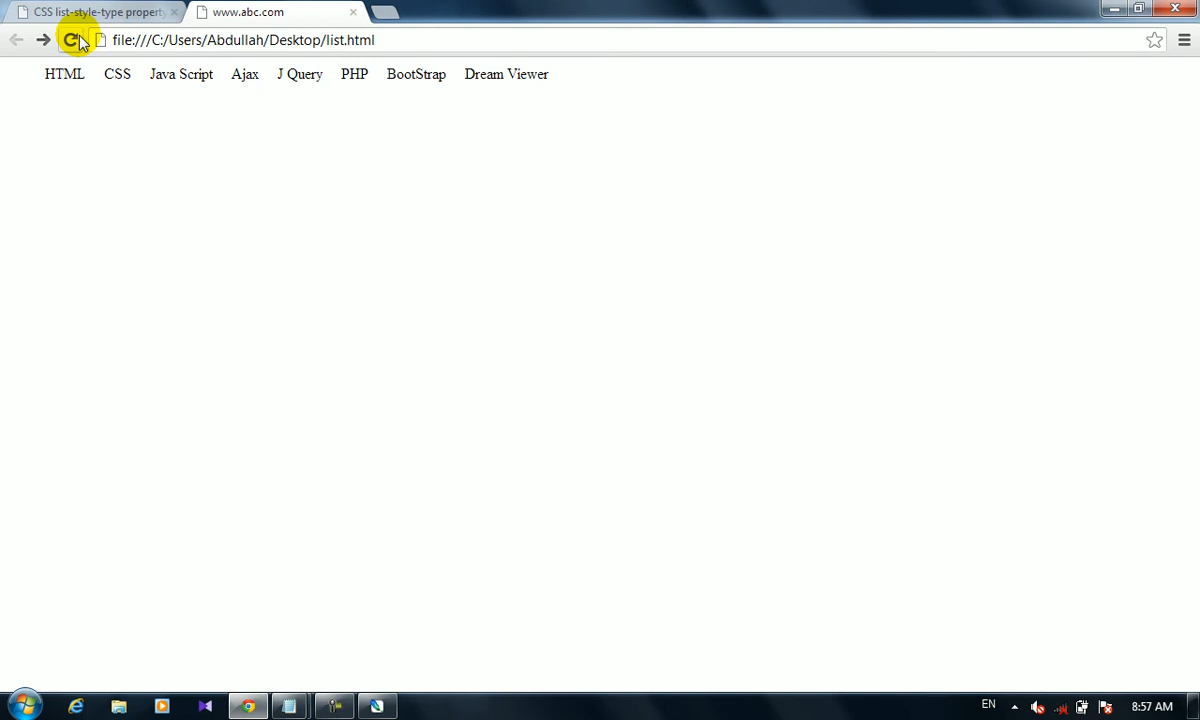 CSS list-style-type property
www.abc.com
file:///C:/Users/Abdullah/Desktop/list.html
HTML CSS Java Script Ajax J Query PHP BootStrap Dream Viewer
EN 8:57 AM